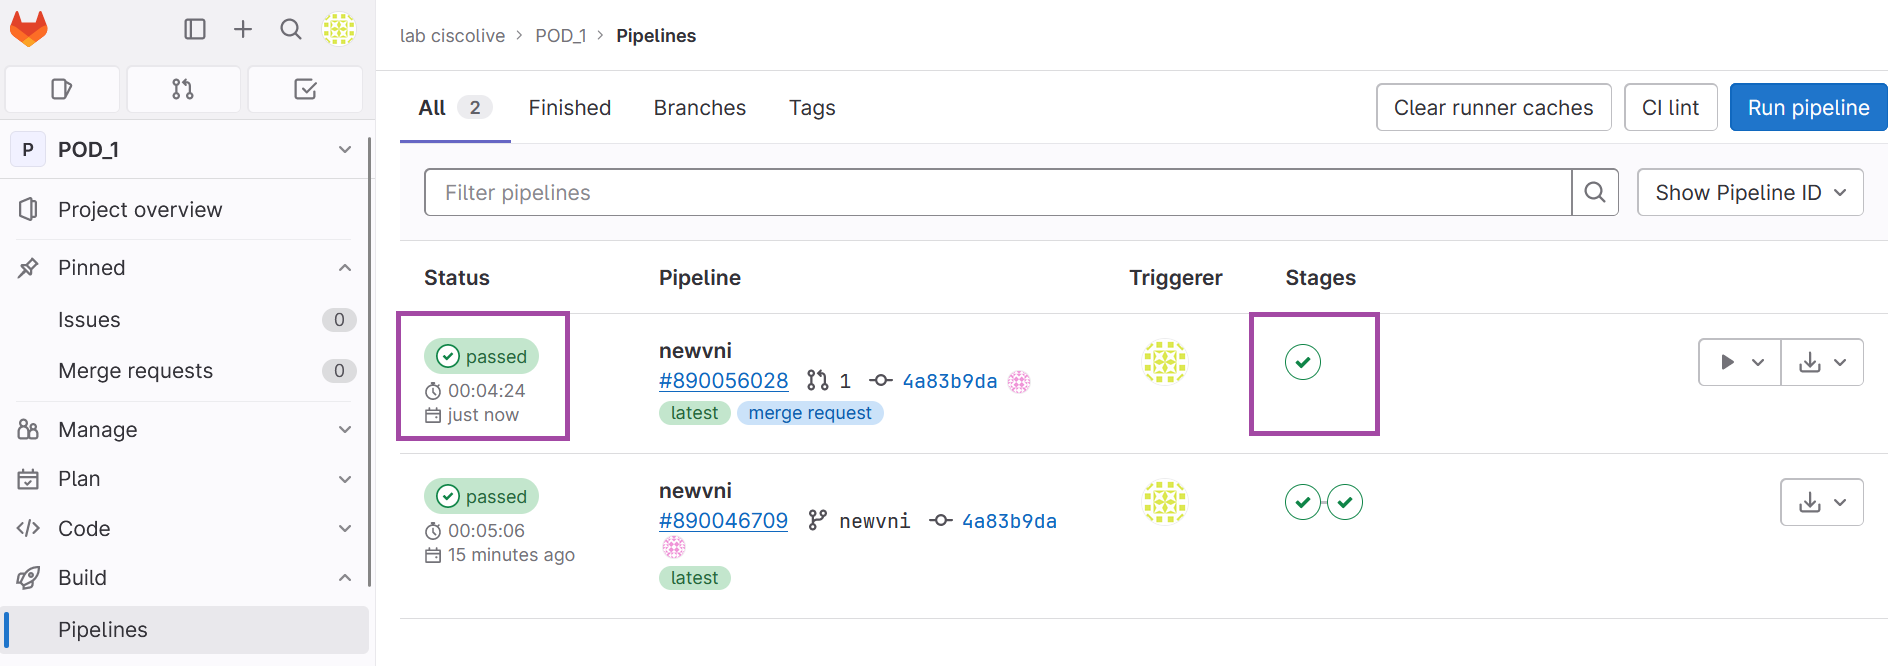 lab ciscolive > POD_1 > Pipelines
P POD_1
Project overview
Pinned
Issues 0
Merge requests 0
Manage
Plan
Code
Build
Pipelines
All 2 Finished Branches Tags
Clear runner caches CI lint Run pipeline
Filter pipelines
Show Pipeline ID
Status Pipeline Triggerer Stages
passed
00:04:24
just now
newvni
#890056028 1 4a83b9da
latest merge request
passed
00:05:06
15 minutes ago
newvni
#890046709 newvni 4a83b9da
latest